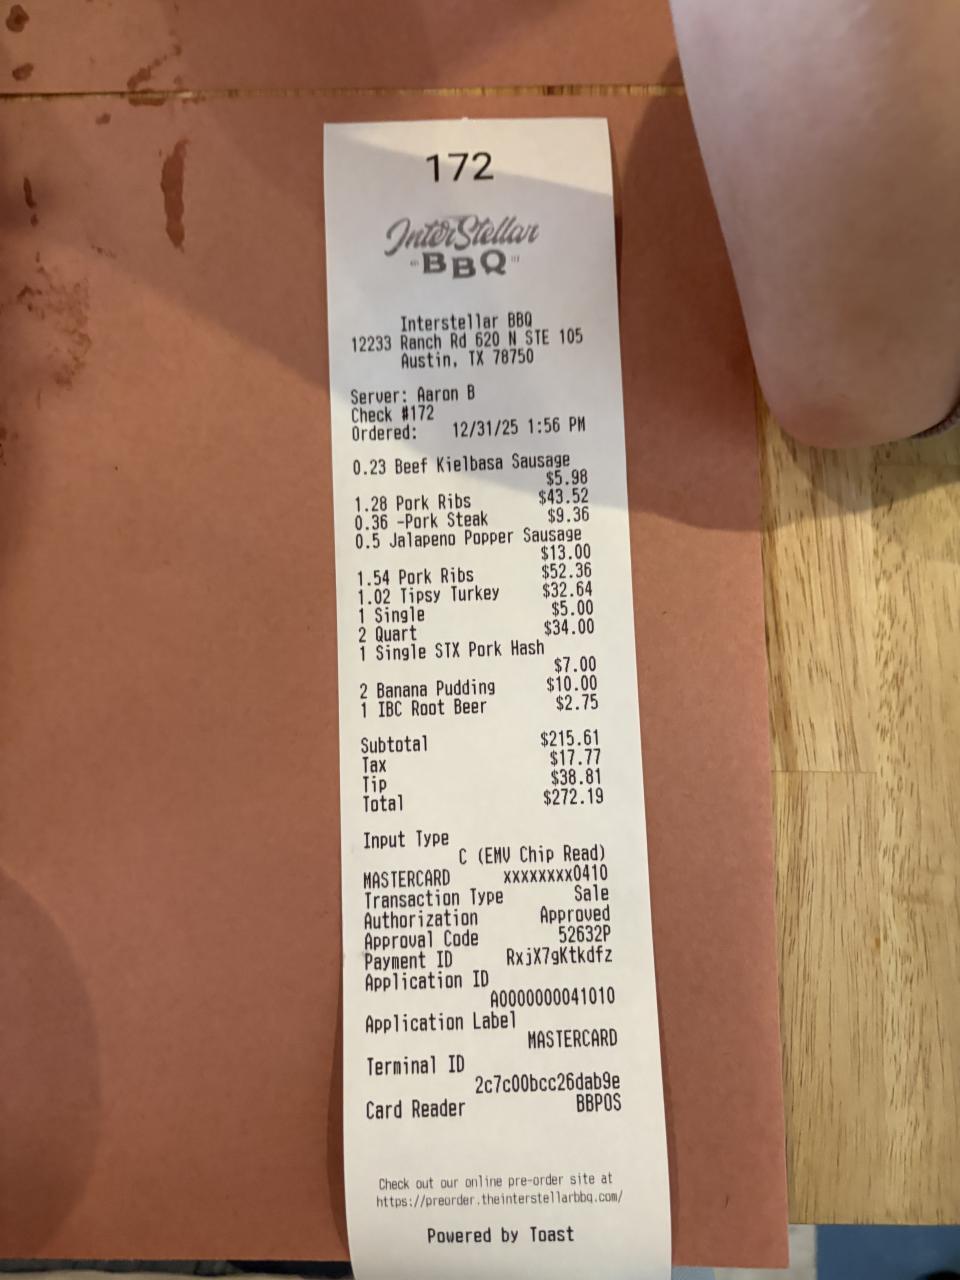 172
InterStellar
BBQ
Interstellar BBQ
12233 Ranch Rd 620 N STE 105
Austin, TX 78750
Server: Aaron B
Check #172
Ordered: 12/31/25 1:56 PM
0.23 Beef Kielbasa Sausage
$5.98
1.28 Pork Ribs $43.52
0.36 -Pork Steak $9.36
0.5 Jalapeno Popper Sausage
$13.00
1.54 Pork Ribs $52.36
1.02 Tipsy Turkey $32.64
1 Single $5.00
2 Quart $34.00
1 Single STX Pork Hash
$7.00
2 Banana Pudding $10.00
1 IBC Root Beer $2.75
Subtotal $215.61
Tax $17.77
Tip $38.81
Total $272.19
Input Type
C (EMV Chip Read)
MASTERCARD xxxxxxxx0410
Transaction Type Sale
Authorization Approved
Approval Code 52632P
Payment ID RxjX7gKtkdfz
Application ID
A0000000041010
Application Label
MASTERCARD
Terminal ID
2c7c00bcc26dab9e
Card Reader BBPOS
Check out our online pre-order site at
https://preorder.theinterstellarbbq.com/
Powered by Toast